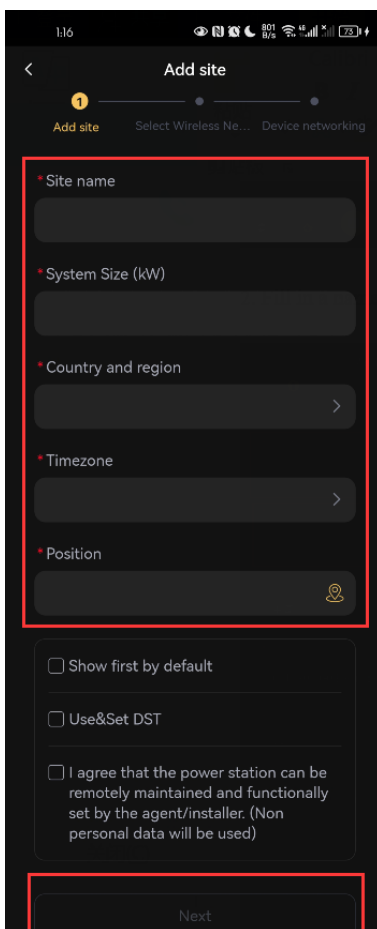 1:16
801 B/s 73
Add site
1
Add site Select Wireless Ne... Device networking
*Site name
*System Size (kW)
*Country and region
*Timezone
*Position
Show first by default
Use&Set DST
I agree that the power station can be
remotely maintained and functionally
set by the agent/installer. (Non
personal data will be used)
Next